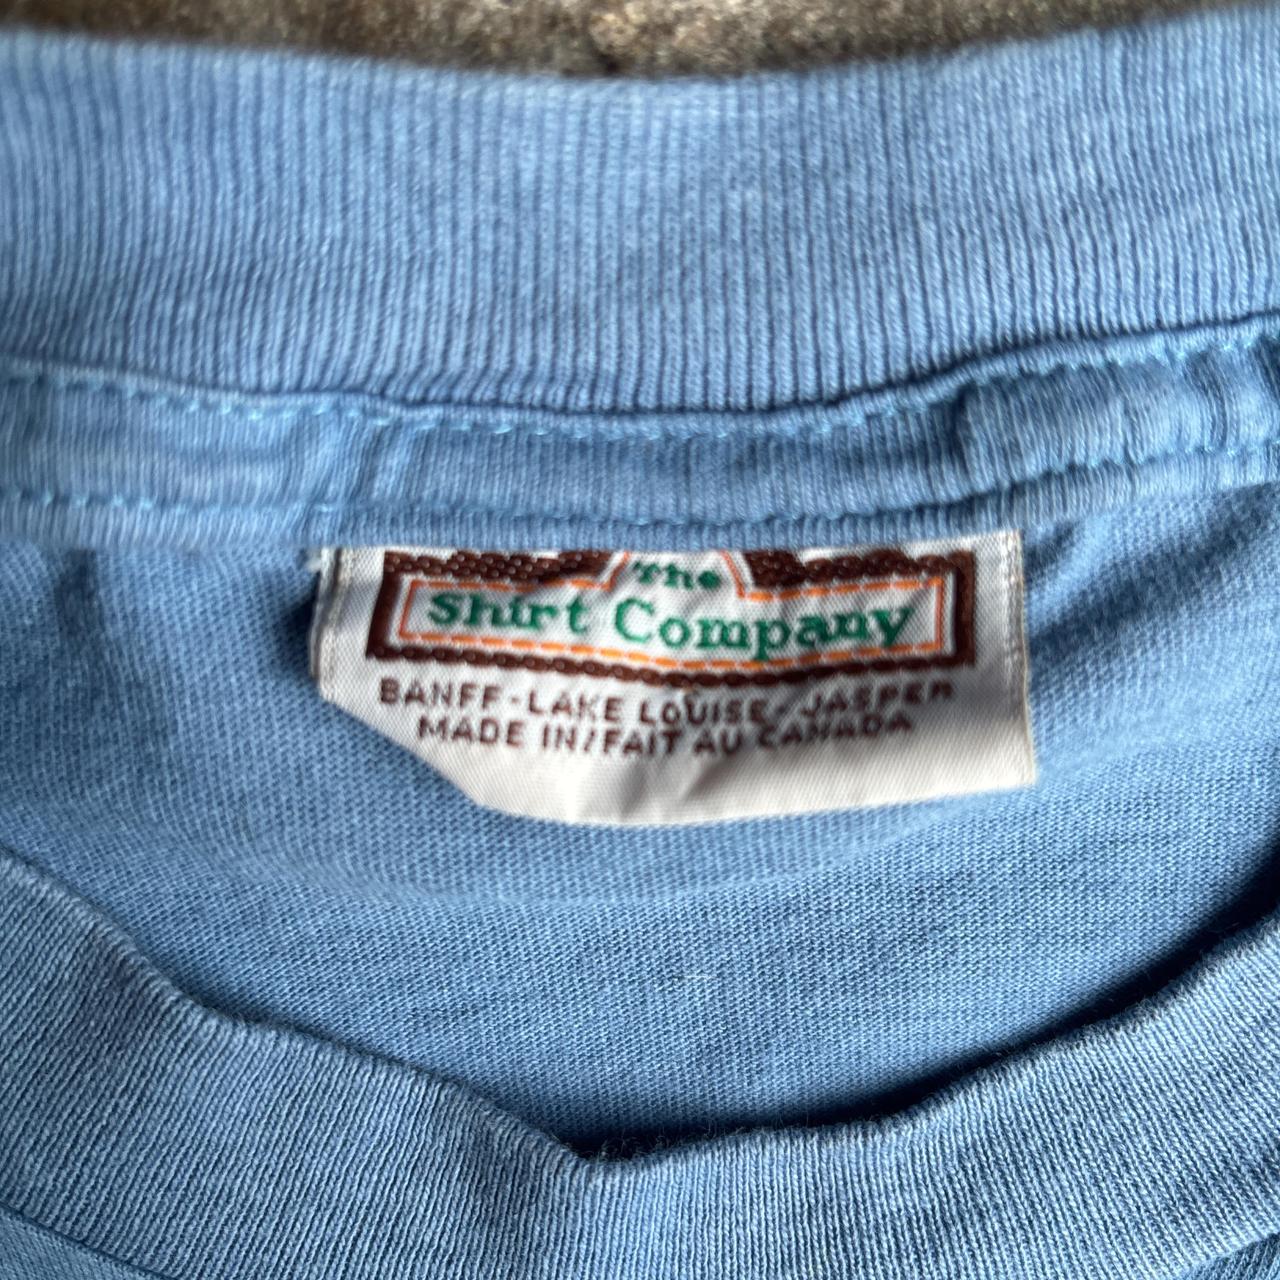 The
Shirt Company
BANFF-LAKE LOUISE-JASPER
MADE IN/FAIT AU CANADA